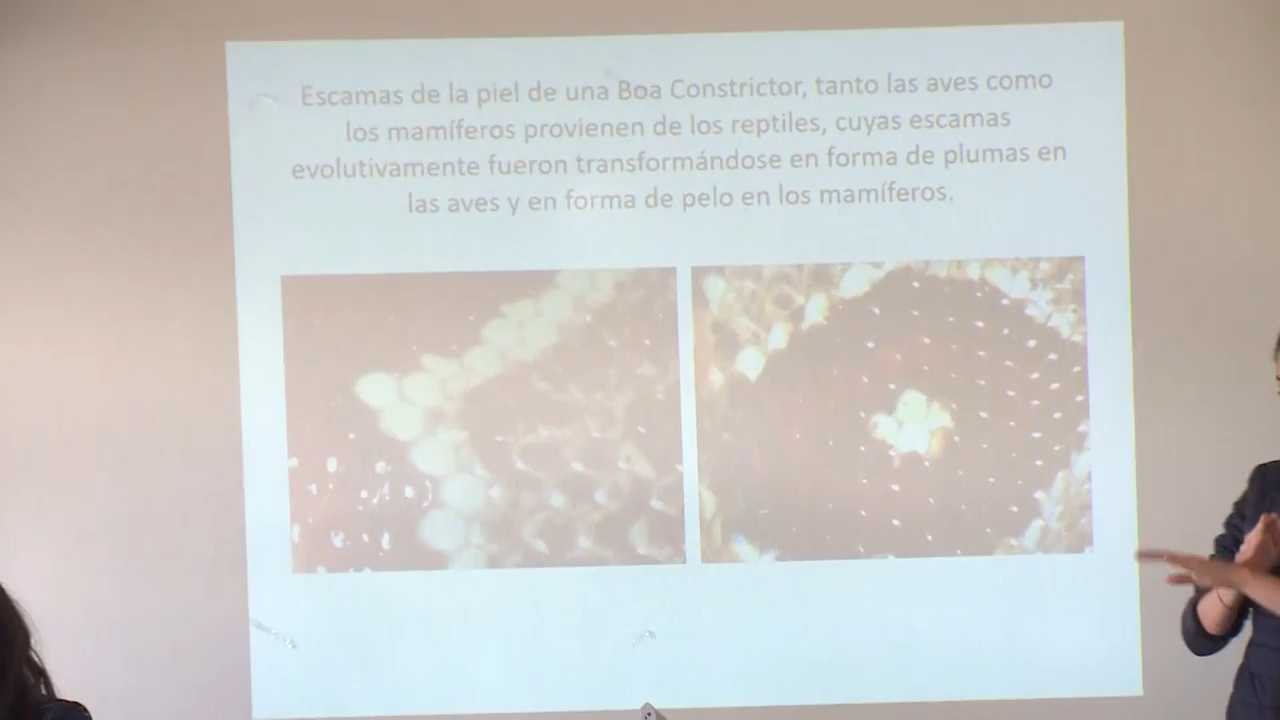 Escamas de la piel de una Boa Constrictor, tanto las aves como
los mamíferos provienen de los reptiles, cuyas escamas
evolutivamente fueron transformándose en forma de plumas en
las aves y en forma de pelo en los mamíferos.